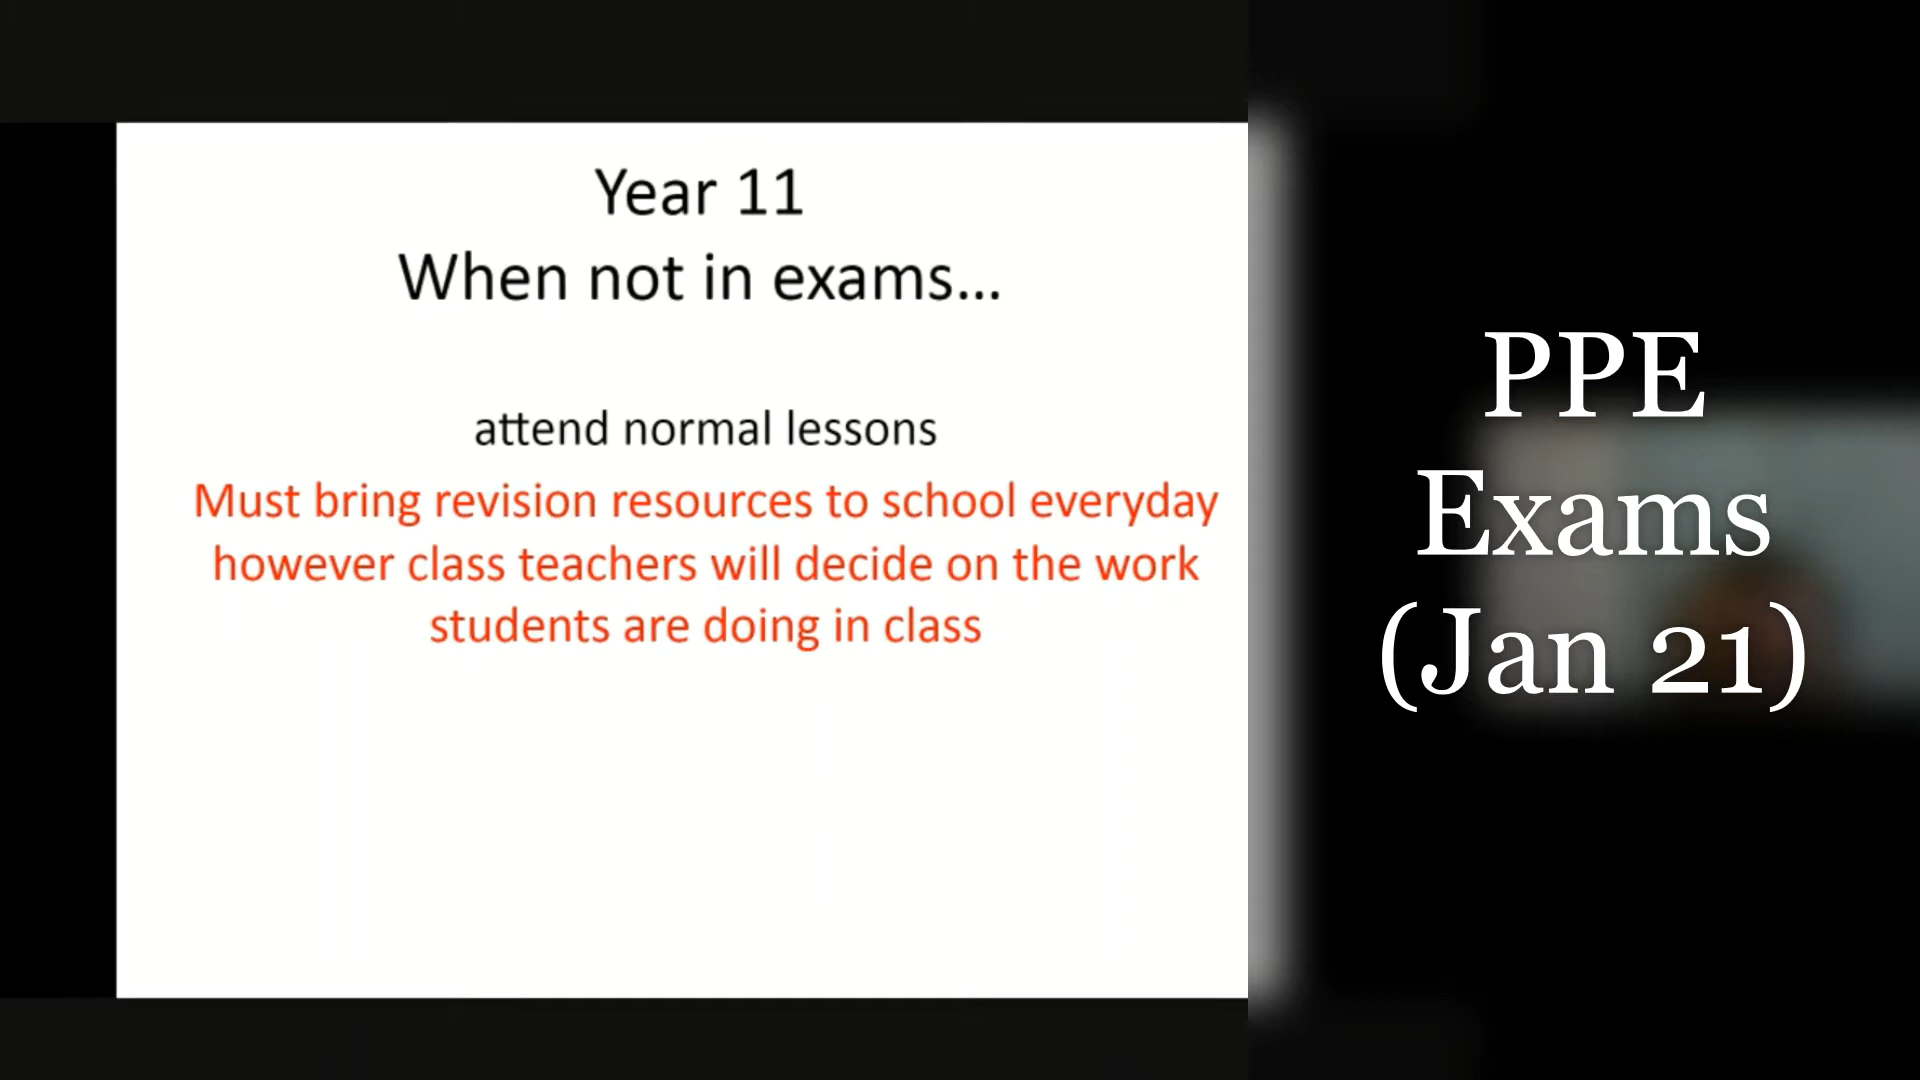 Year 11
When not in exams...
attend normal lessons
Must bring revision resources to school everyday
however class teachers will decide on the work
students are doing in class
PPE
Exams
(Jan 21)